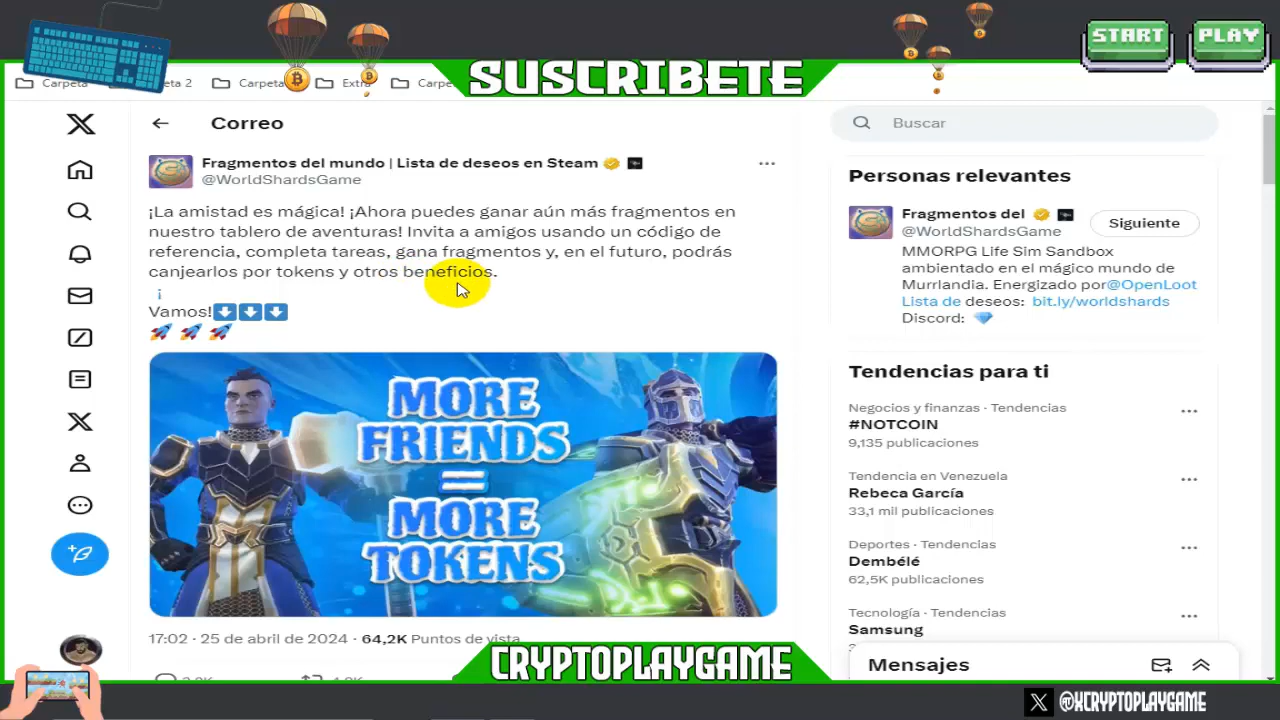 START
PLAY
SUSCRIBETE
Carpeta
2
Carpeta
Extra
Carpe
Correo
Buscar
Fragmentos del mundo | Lista de deseos en Steam
@WorldShardsGame
¡La amistad es mágica! ¡Ahora puedes ganar aún más fragmentos en
nuestro tablero de aventuras! Invita a amigos usando un código de
referencia, completa tareas, gana fragmentos y, en el futuro, podrás
canjearlos por tokens y otros beneficios.
¡
Vamos!
MORE
FRIENDS
=
MORE
TOKENS
17:02 · 25 de abril de 2024 · 64,2K Puntos de vista
Personas relevantes
Fragmentos del
@WorldShardsGame
Siguiente
MMORPG Life Sim Sandbox
ambientado en el mágico mundo de
Murrlandia. Energizado por@OpenLoot
Lista de deseos: bit.ly/worldshards
Discord:
Tendencias para ti
Negocios y finanzas · Tendencias
#NOTCOIN
9,135 publicaciones
Tendencia en Venezuela
Rebeca García
33,1 mil publicaciones
Deportes · Tendencias
Dembélé
62,5K publicaciones
Tecnología · Tendencias
Samsung
Mensajes
CRYPTOPLAYGAME
X @XCRYPTOPLAYGAME